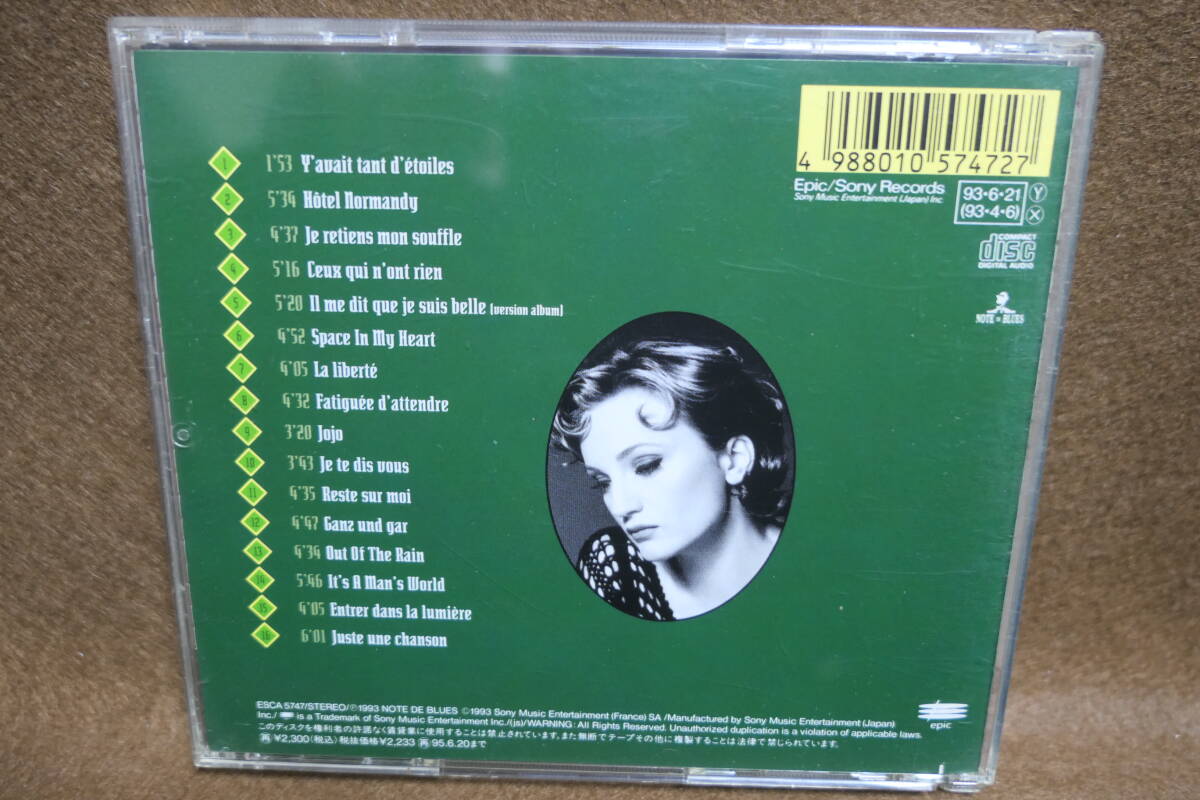 1 1'53 Y'avait tant d'étoiles
2 5'34 Hôtel Normandy
3 4'37 Je retiens mon souffle
4 5'16 Ceux qui n'ont rien
5 5'20 Il me dit que je suis belle (version album)
6 4'52 Space In My Heart
7 4'05 La liberté
8 4'32 Fatiguée d'attendre
9 3'20 Jojo
10 3'43 Je te dis vous
11 4'35 Reste sur moi
12 4'47 Ganz und gar
13 4'34 Out Of The Rain
14 5'46 It's A Man's World
15 4'05 Entrer dans la lumière
16 6'01 Juste une chanson
4 988010 574727
Epic/Sony Records
Sony Music Entertainment (Japan) Inc.
93・6・21 Y
(93・4・6) X
COMPACT
disc
DIGITAL AUDIO
NOTE DE BLUES
ESCA 5747/STEREO/Ⓟ1993 NOTE DE BLUES ©1993 Sony Music Entertainment (France) SA /Manufactured by Sony Music Entertainment (Japan)
Inc./ is a Trademark of Sony Music Entertainment Inc./(js)/WARNING: All Rights Reserved. Unauthorized duplication is a violation of applicable laws.
このディスクを権利者の許諾なく賃貸業に使用することは禁止されています。また無断でテープその他に複製することは法律で禁じられています。
再 ¥2,300(税込)税抜価格¥2,233 再 95.6.20まで
epic